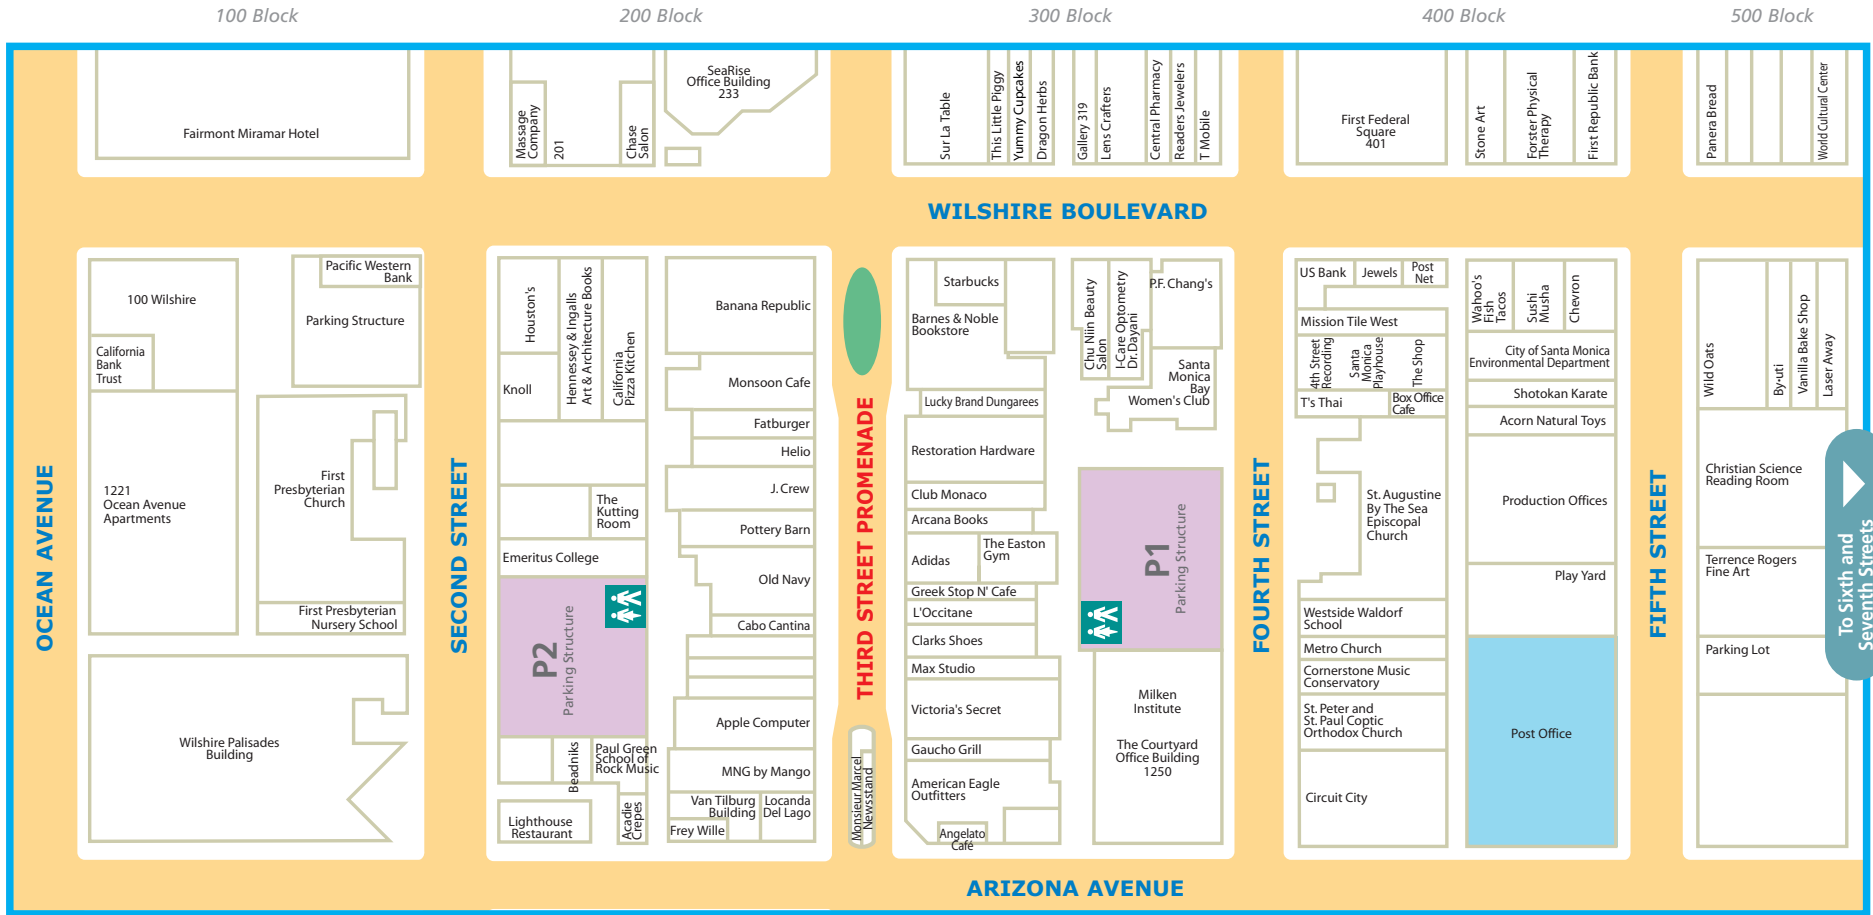 100 Block
200 Block
300 Block
400 Block
500 Block
Fairmont Miramar Hotel
Massage
Company
201
Chase
Salon
SeaRise
Office Building
233
Sur La Table
This Little Piggy
Yummy Cupcakes
Dragon Herbs
Gallery 319
Lens Crafters
Central Pharmacy
Readers Jewelers
T Mobile
First Federal
Square
401
Stone Art
Forster Physical
Therapy
First Republic Bank
Panera Bread
World Cultural Center
WILSHIRE BOULEVARD
OCEAN AVENUE
100 Wilshire
California
Bank
Trust
Pacific Western
Bank
Parking Structure
1221
Ocean Avenue
Apartments
First
Presbyterian
Church
First Presbyterian
Nursery School
Wilshire Palisades
Building
SECOND STREET
Houston's
Hennessey & Ingalls
Art & Architecture Books
California
Pizza Kitchen
Knoll
The
Kutting
Room
Emeritus College
P2
Parking Structure
Beadniks
Paul Green
School of
Rock Music
Lighthouse
Restaurant
Acadie
Crepes
Banana Republic
Monsoon Cafe
Fatburger
Helio
J. Crew
Pottery Barn
Old Navy
Cabo Cantina
Apple Computer
MNG by Mango
Van Tilburg
Building
Locanda
Del Lago
Frey Wille
THIRD STREET PROMENADE
Monsieur Marcel
Newsstand
Starbucks
Barnes & Noble
Bookstore
Lucky Brand Dungarees
Restoration Hardware
Club Monaco
Arcana Books
Adidas
The Easton
Gym
Greek Stop N' Cafe
L'Occitane
Clarks Shoes
Max Studio
Victoria's Secret
Gaucho Grill
American Eagle
Outfitters
Angelato
Café
Chu Niin Beauty
Salon
I-Care Optometry
Dr. Dayani
P.F. Chang's
Santa
Monica
Bay
Women's Club
P1
Parking Structure
Milken
Institute
The Courtyard
Office Building
1250
FOURTH STREET
US Bank
Jewels
Post
Net
Mission Tile West
4th Street
Recording
Santa
Monica
Playhouse
The Shop
T's Thai
Box Office
Cafe
St. Augustine
By The Sea
Episcopal
Church
Westside Waldorf
School
Metro Church
Cornerstone Music
Conservatory
St. Peter and
St. Paul Coptic
Orthodox Church
Circuit City
Wahoo's
Fish
Tacos
Sushi
Musha
Chevron
City of Santa Monica
Environmental Department
Shotokan Karate
Acorn Natural Toys
Production Offices
Play Yard
Post Office
FIFTH STREET
Wild Oats
By-uti
Vanilla Bake Shop
Laser Away
Christian Science
Reading Room
Terrence Rogers
Fine Art
Parking Lot
To Sixth and
Seventh Streets
ARIZONA AVENUE